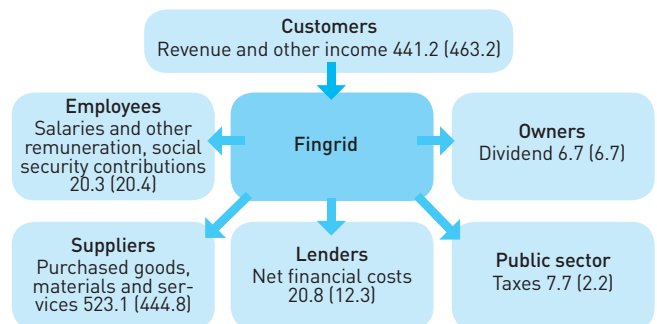 Customers
Revenue and other income 441.2 (463.2)
Employees
Salaries and other
remuneration, social
security contributions
20.3 (20.4)
Fingrid
Owners
Dividend 6.7 (6.7)
Suppliers
Purchased goods,
materials and ser-
vices 523.1 (444.8)
Lenders
Net financial costs
20.8 (12.3)
Public sector
Taxes 7.7 (2.2)